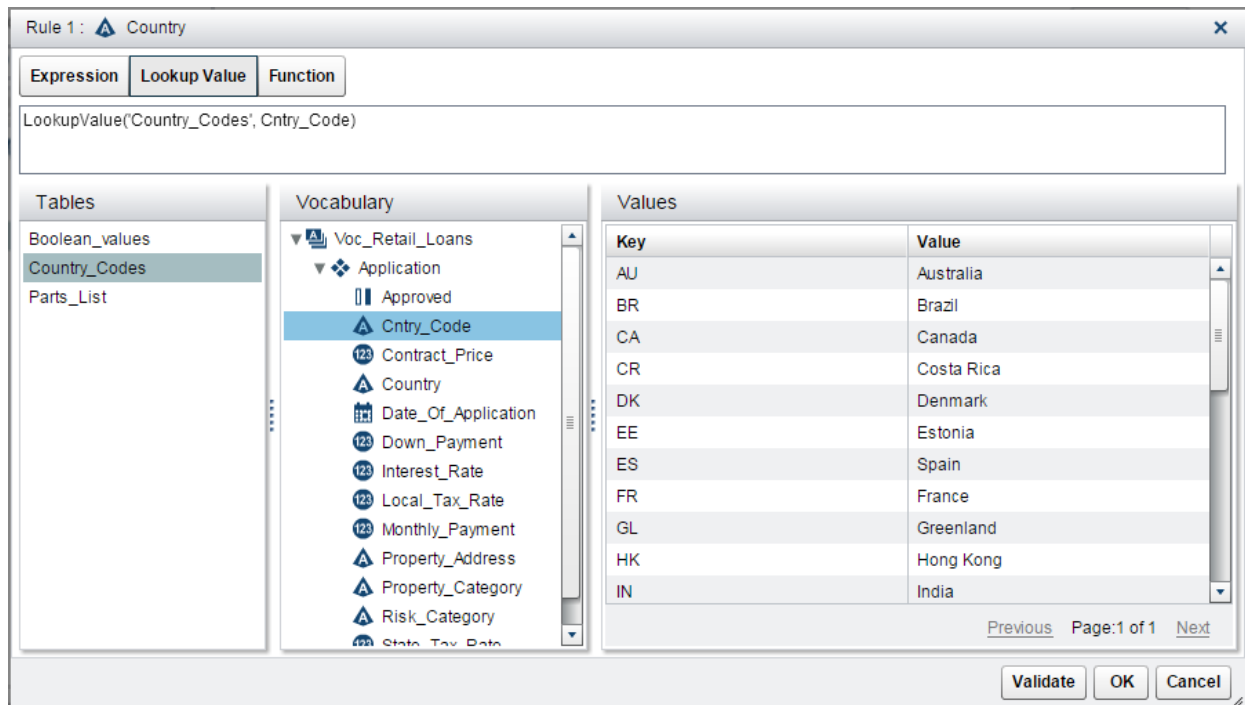 Rule 1 : Country
Expression Lookup Value Function
LookupValue('Country_Codes', Cntry_Code)
Tables
Boolean_values
Country_Codes
Parts_List
Vocabulary
Voc_Retail_Loans
Application
Approved
Cntry_Code
Contract_Price
Country
Date_Of_Application
Down_Payment
Interest_Rate
Local_Tax_Rate
Monthly_Payment
Property_Address
Property_Category
Risk_Category
State_Tax_Rate
Values
Key Value
AU Australia
BR Brazil
CA Canada
CR Costa Rica
DK Denmark
EE Estonia
ES Spain
FR France
GL Greenland
HK Hong Kong
IN India
Previous Page:1 of 1 Next
Validate OK Cancel